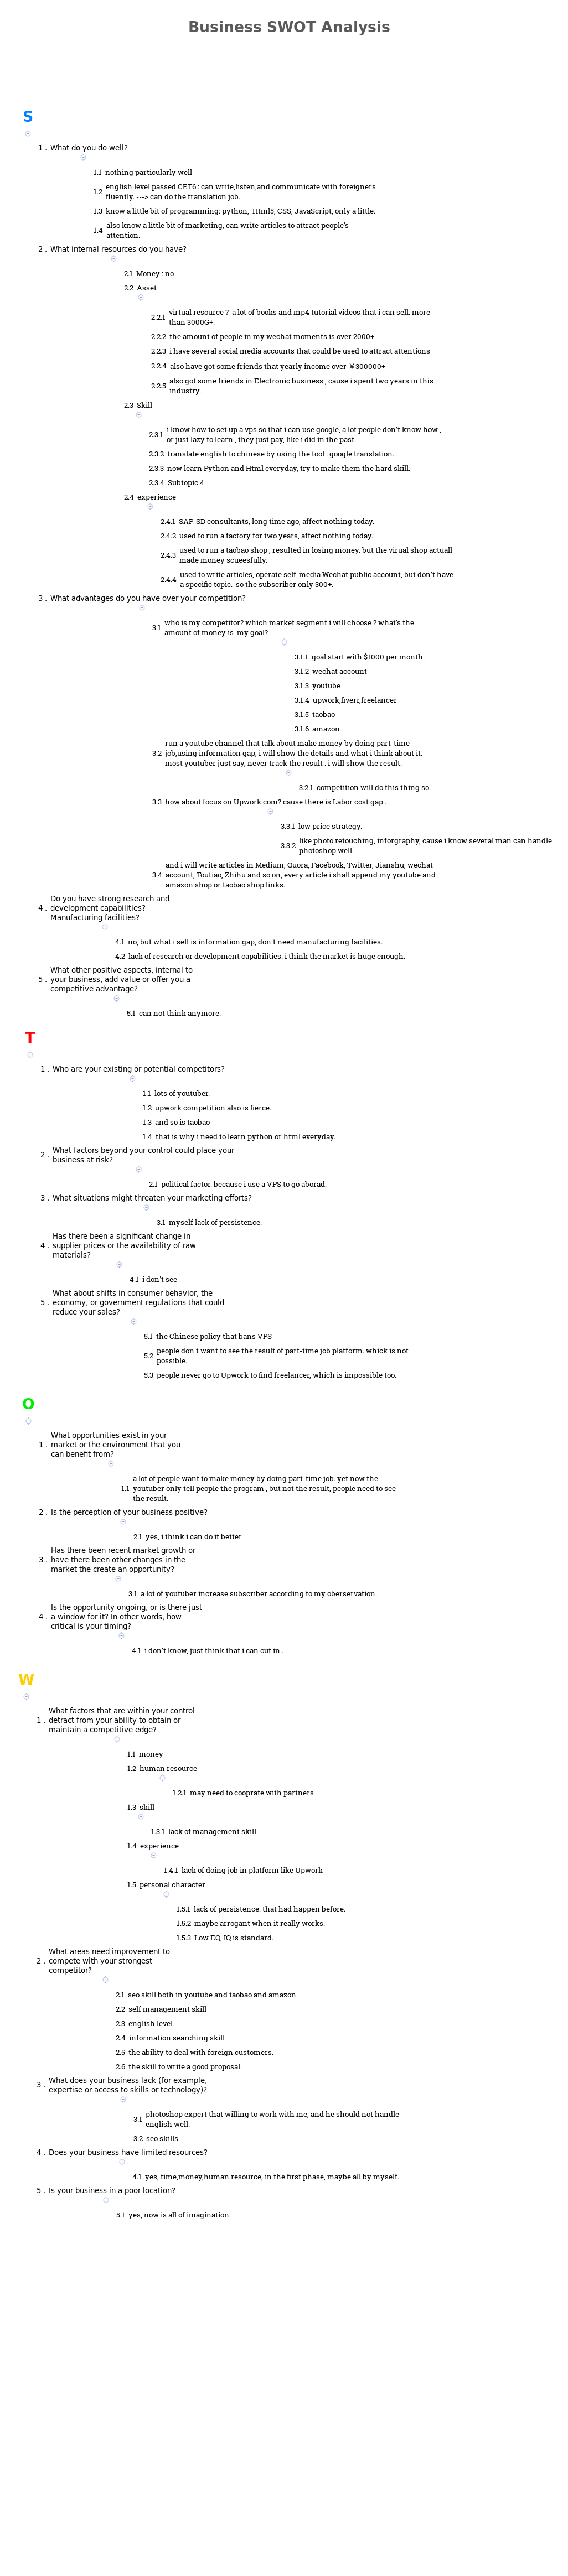 Business SWOT Analysis
S
1 . What do you do well?
1.1 nothing particularly well
1.2 english level passed CET6 : can write,listen,and communicate with foreigners
fluently. ---> can do the translation job.
1.3 know a little bit of programming: python, Html5, CSS, JavaScript, only a little.
1.4 also know a little bit of marketing, can write articles to attract people's
attention.
2 . What internal resources do you have?
2.1 Money : no
2.2 Asset
2.2.1 virtual resource ? a lot of books and mp4 tutorial videos that i can sell. more
than 3000G+.
2.2.2 the amount of people in my wechat moments is over 2000+
2.2.3 i have several social media accounts that could be used to attract attentions
2.2.4 also have got some friends that yearly income over ￥300000+
2.2.5 also got some friends in Electronic business , cause i spent two years in this
industry.
2.3 Skill
2.3.1 i know how to set up a vps so that i can use google, a lot people don't know how ,
or just lazy to learn , they just pay, like i did in the past.
2.3.2 translate english to chinese by using the tool : google translation.
2.3.3 now learn Python and Html everyday, try to make them the hard skill.
2.3.4 Subtopic 4
2.4 experience
2.4.1 SAP-SD consultants, long time ago, affect nothing today.
2.4.2 used to run a factory for two years, affect nothing today.
2.4.3 used to run a taobao shop , resulted in losing money. but the virual shop actuall
made money scueesfully.
2.4.4 used to write articles, operate self-media Wechat public account, but don't have
a specific topic. so the subscriber only 300+.
3 . What advantages do you have over your competition?
3.1 who is my competitor? which market segment i will choose ? what's the
amount of money is my goal?
3.1.1 goal start with $1000 per month.
3.1.2 wechat account
3.1.3 youtube
3.1.4 upwork,fiverr,freelancer
3.1.5 taobao
3.1.6 amazon
3.2 run a youtube channel that talk about make money by doing part-time
job,using information gap, i will show the details and what i think about it.
most youtuber just say, never track the result . i will show the result.
3.2.1 competition will do this thing so.
3.3 how about focus on Upwork.com? cause there is Labor cost gap .
3.3.1 low price strategy.
3.3.2 like photo retouching, inforgraphy, cause i know several man can handle
photoshop well.
3.4 and i will write articles in Medium, Quora, Facebook, Twitter, Jianshu, wechat
account, Toutiao, Zhihu and so on, every article i shall append my youtube and
amazon shop or taobao shop links.
4 . Do you have strong research and
development capabilities?
Manufacturing facilities?
4.1 no, but what i sell is information gap, don't need manufacturing facilities.
4.2 lack of research or development capabilities. i think the market is huge enough.
5 . What other positive aspects, internal to
your business, add value or offer you a
competitive advantage?
5.1 can not think anymore.
T
1 . Who are your existing or potential competitors?
1.1 lots of youtuber.
1.2 upwork competition also is fierce.
1.3 and so is taobao
1.4 that is why i need to learn python or html everyday.
2 . What factors beyond your control could place your
business at risk?
2.1 political factor. because i use a VPS to go aborad.
3 . What situations might threaten your marketing efforts?
3.1 myself lack of persistence.
4 . Has there been a significant change in
supplier prices or the availability of raw
materials?
4.1 i don't see
5 . What about shifts in consumer behavior, the
economy, or government regulations that could
reduce your sales?
5.1 the Chinese policy that bans VPS
5.2 people don't want to see the result of part-time job platform. whick is not
possible.
5.3 people never go to Upwork to find freelancer, which is impossible too.
O
1 . What opportunities exist in your
market or the environment that you
can benefit from?
1.1 a lot of people want to make money by doing part-time job. yet now the
youtuber only tell people the program , but not the result, people need to see
the result.
2 . Is the perception of your business positive?
2.1 yes, i think i can do it better.
3 . Has there been recent market growth or
have there been other changes in the
market the create an opportunity?
3.1 a lot of youtuber increase subscriber according to my oberservation.
4 . Is the opportunity ongoing, or is there just
a window for it? In other words, how
critical is your timing?
4.1 i don't know, just think that i can cut in .
W
1 . What factors that are within your control
detract from your ability to obtain or
maintain a competitive edge?
1.1 money
1.2 human resource
1.2.1 may need to cooprate with partners
1.3 skill
1.3.1 lack of management skill
1.4 experience
1.4.1 lack of doing job in platform like Upwork
1.5 personal character
1.5.1 lack of persistence. that had happen before.
1.5.2 maybe arrogant when it really works.
1.5.3 Low EQ, IQ is standard.
2 . What areas need improvement to
compete with your strongest
competitor?
2.1 seo skill both in youtube and taobao and amazon
2.2 self management skill
2.3 english level
2.4 information searching skill
2.5 the ability to deal with foreign customers.
2.6 the skill to write a good proposal.
3 . What does your business lack (for example,
expertise or access to skills or technology)?
3.1 photoshop expert that willing to work with me, and he should not handle
english well.
3.2 seo skills
4 . Does your business have limited resources?
4.1 yes, time,money,human resource, in the first phase, maybe all by myself.
5 . Is your business in a poor location?
5.1 yes, now is all of imagination.